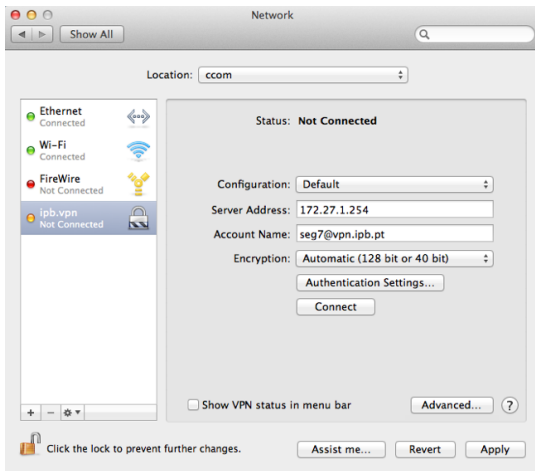 Network
Show All
Location: ccom
Ethernet
Connected
Wi-Fi
Connected
FireWire
Not Connected
ipb.vpn
Not Connected
Status: Not Connected
Configuration: Default
Server Address: 172.27.1.254
Account Name: seg7@vpn.ipb.pt
Encryption: Automatic (128 bit or 40 bit)
Authentication Settings...
Connect
Show VPN status in menu bar
Advanced...
?
Click the lock to prevent further changes.
Assist me...
Revert
Apply